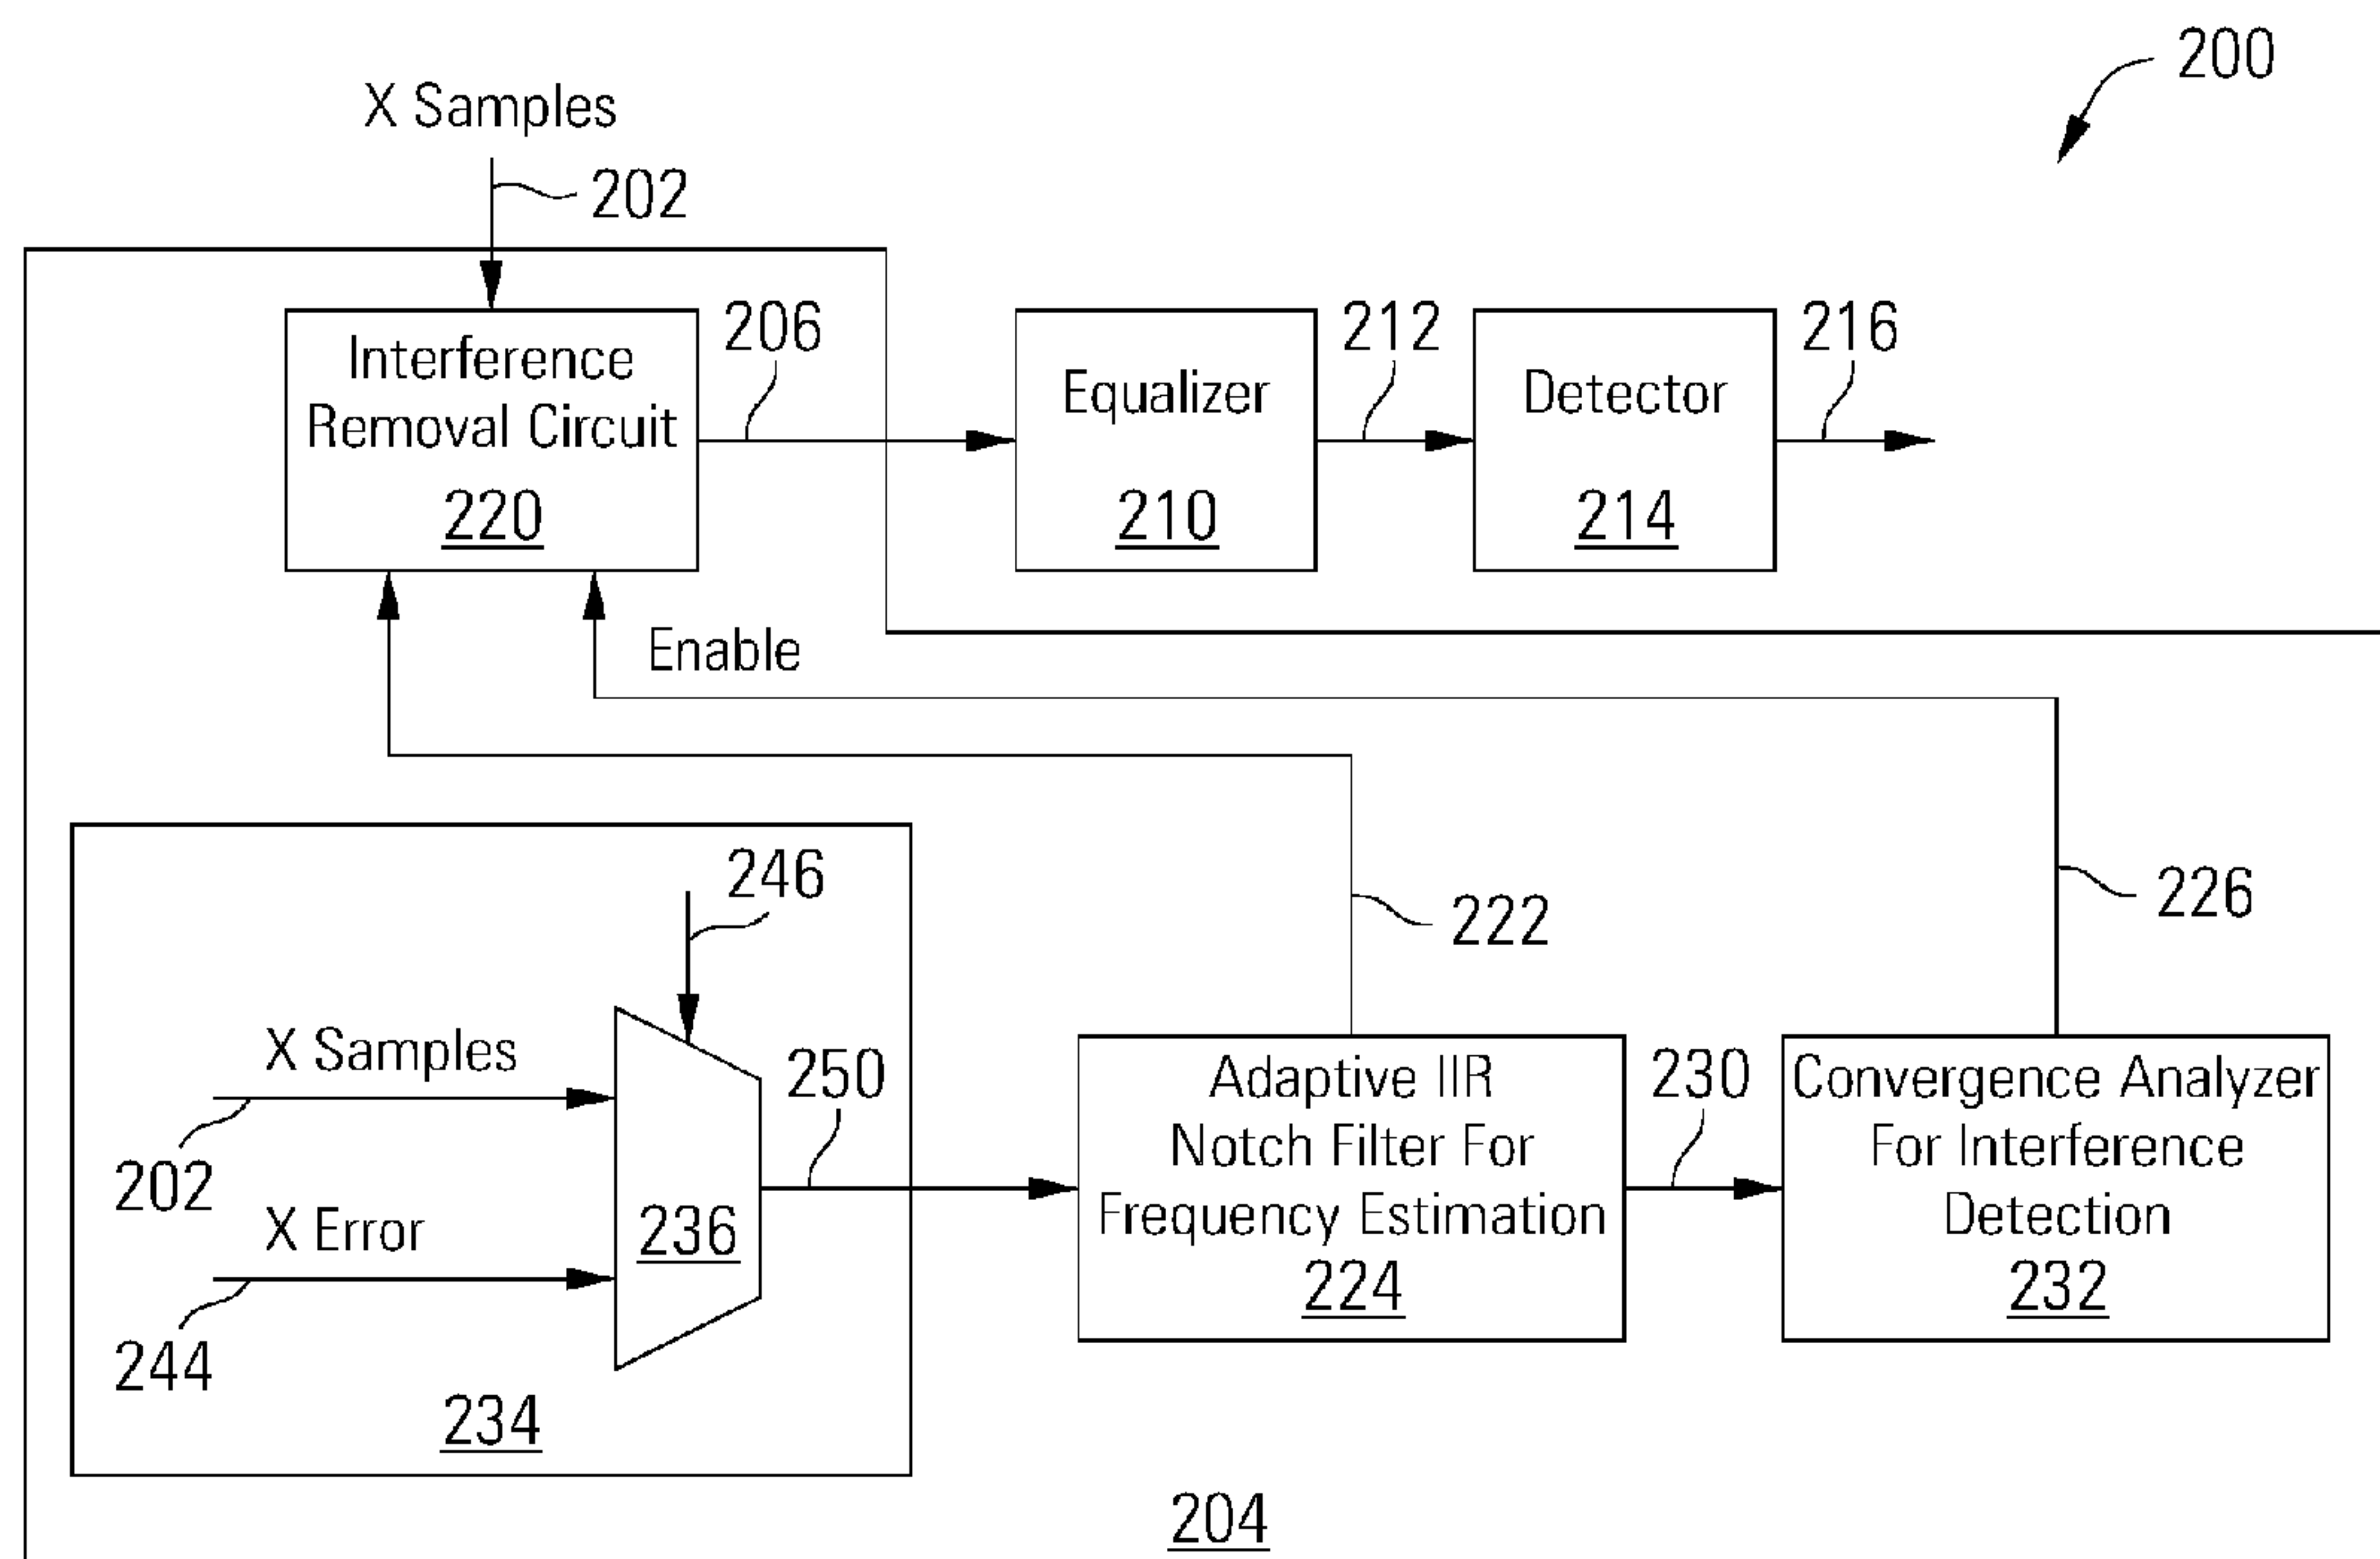 200
X Samples
202
Interference
Removal Circuit
220
206
Equalizer
210
212
Detector
214
216
Enable
246
222
226
X Samples
202
X Error
244
236
234
250
Adaptive IIR
Notch Filter For
Frequency Estimation
224
230
Convergence Analyzer
For Interference
Detection
232
204